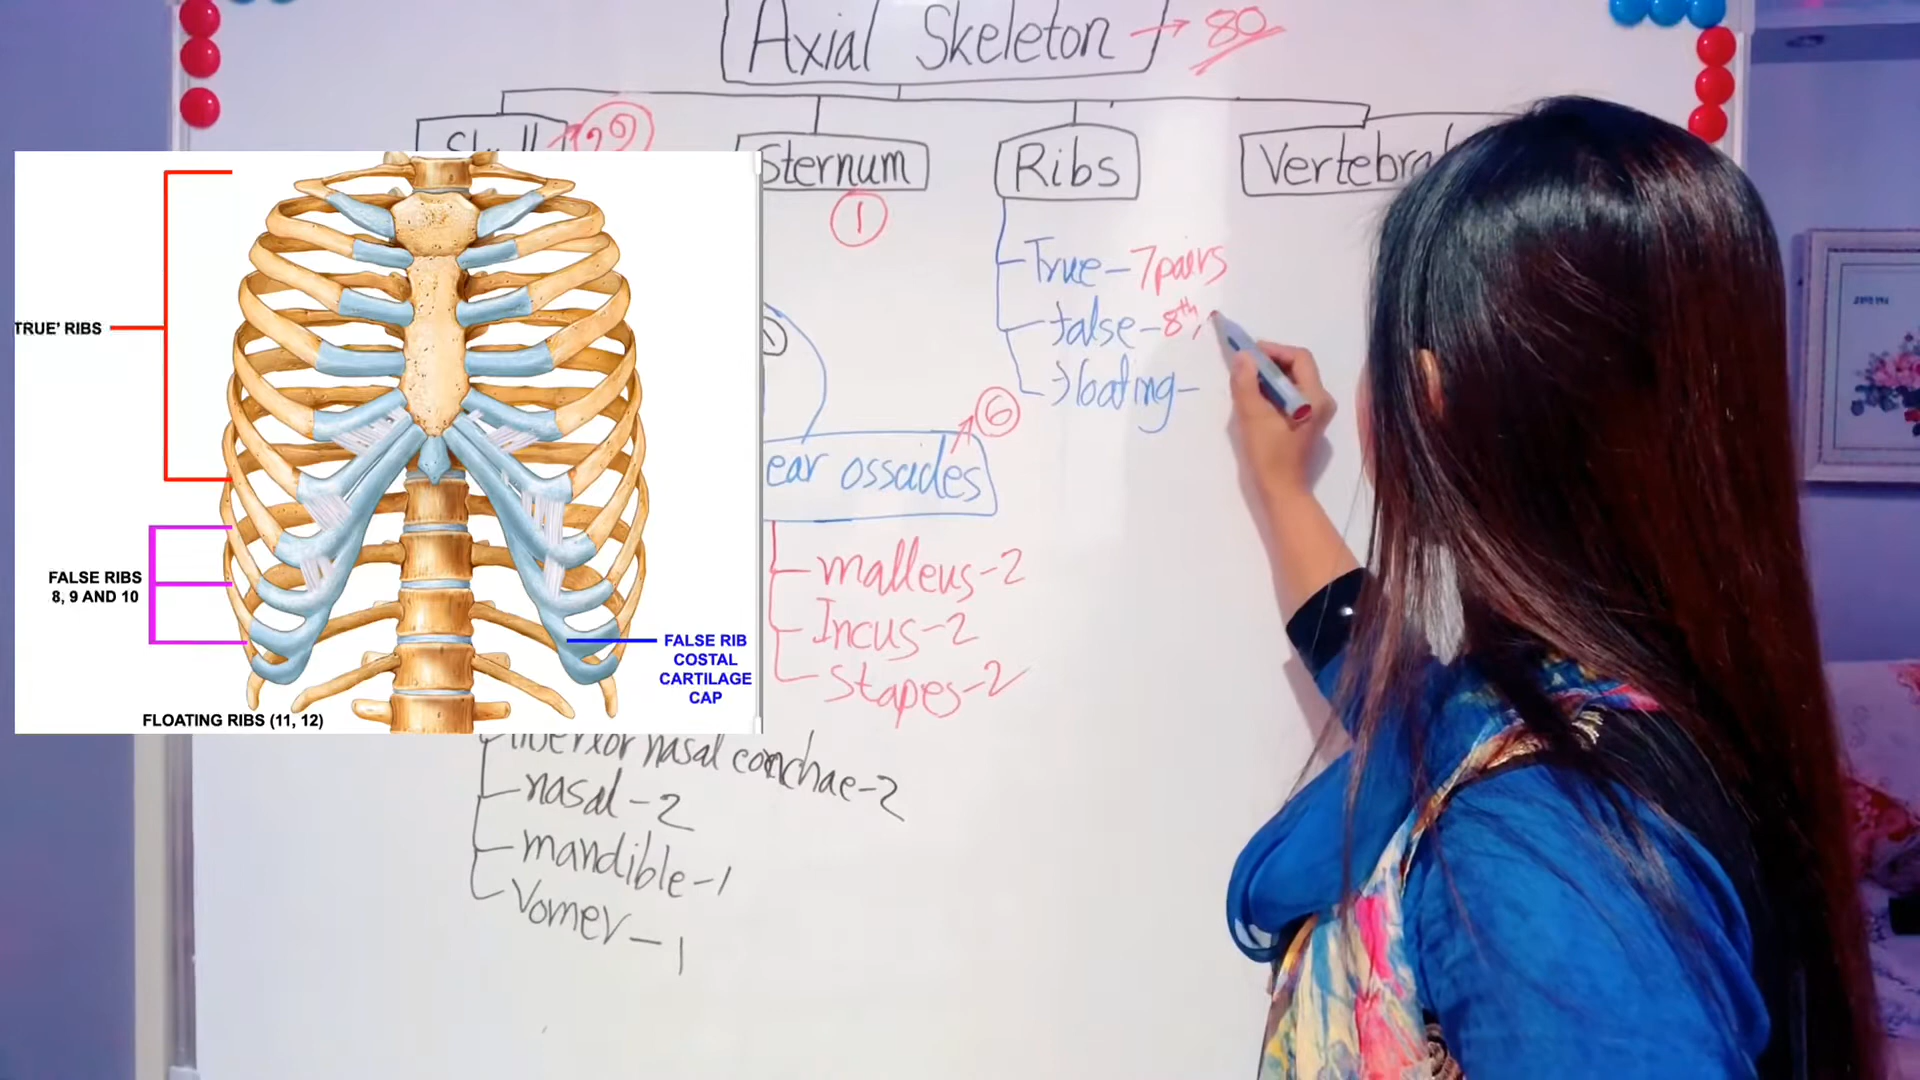 Axial Skeleton → 80
Sternum
1
Ribs
True - 7 pairs
false - 8th,
floating -
ear ossicles
6
malleus - 2
Incus - 2
Stapes - 2
nasal conchae - 2
nasal - 2
mandible - 1
Vomer - 1
TRUE' RIBS
FALSE RIBS
8, 9 AND 10
FLOATING RIBS (11, 12)
FALSE RIB
COSTAL
CARTILAGE
CAP